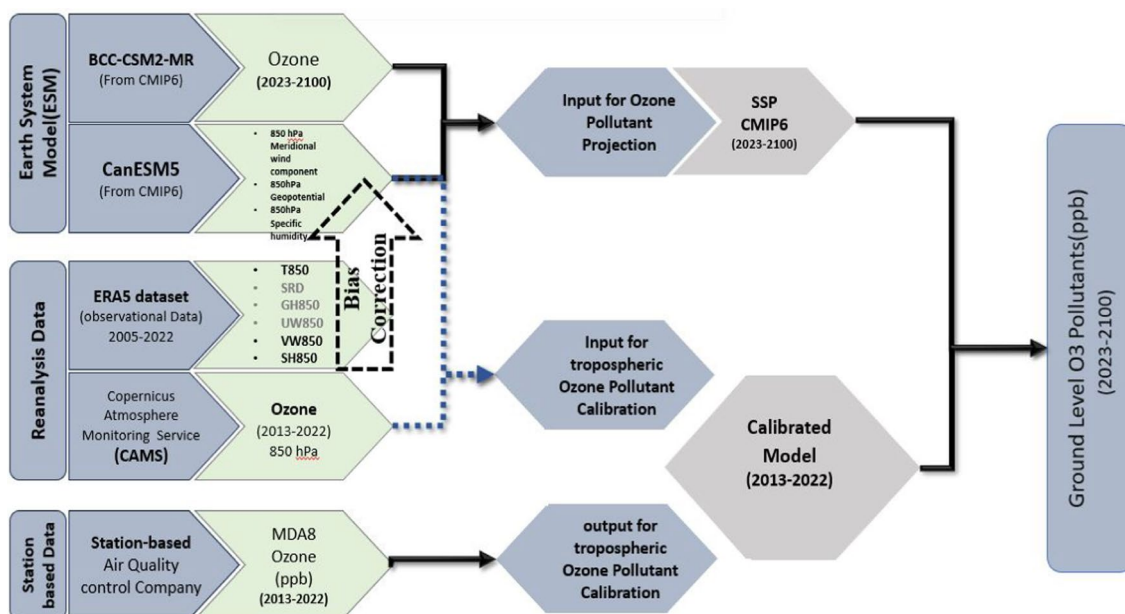 Earth System
Model(ESM)
BCC-CSM2-MR
(From CMIP6)
Ozone
(2023-2100)
CanESM5
(From CMIP6)
• 850 hPa
Meridional
wind
component
• 850hPa
Geopotential
• 850hPa
Specific
humidity
Input for Ozone
Pollutant
Projection
SSP
CMIP6
(2023-2100)
Reanalysis Data
ERA5 dataset
(observational Data)
2005-2022
• T850
• SRD
• GH850
• UW850
• VW850
• SH850
Bias
Correction
Copernicus
Atmosphere
Monitoring Service
(CAMS)
Ozone
(2013-2022)
850 hPa
Input for
tropospheric
Ozone Pollutant
Calibration
Calibrated
Model
(2013-2022)
Station
based Data
Station-based
Air Quality
control Company
MDA8
Ozone
(ppb)
(2013-2022)
output for
tropospheric
Ozone Pollutant
Calibration
Ground Level O3 Pollutants(ppb)
(2023-2100)